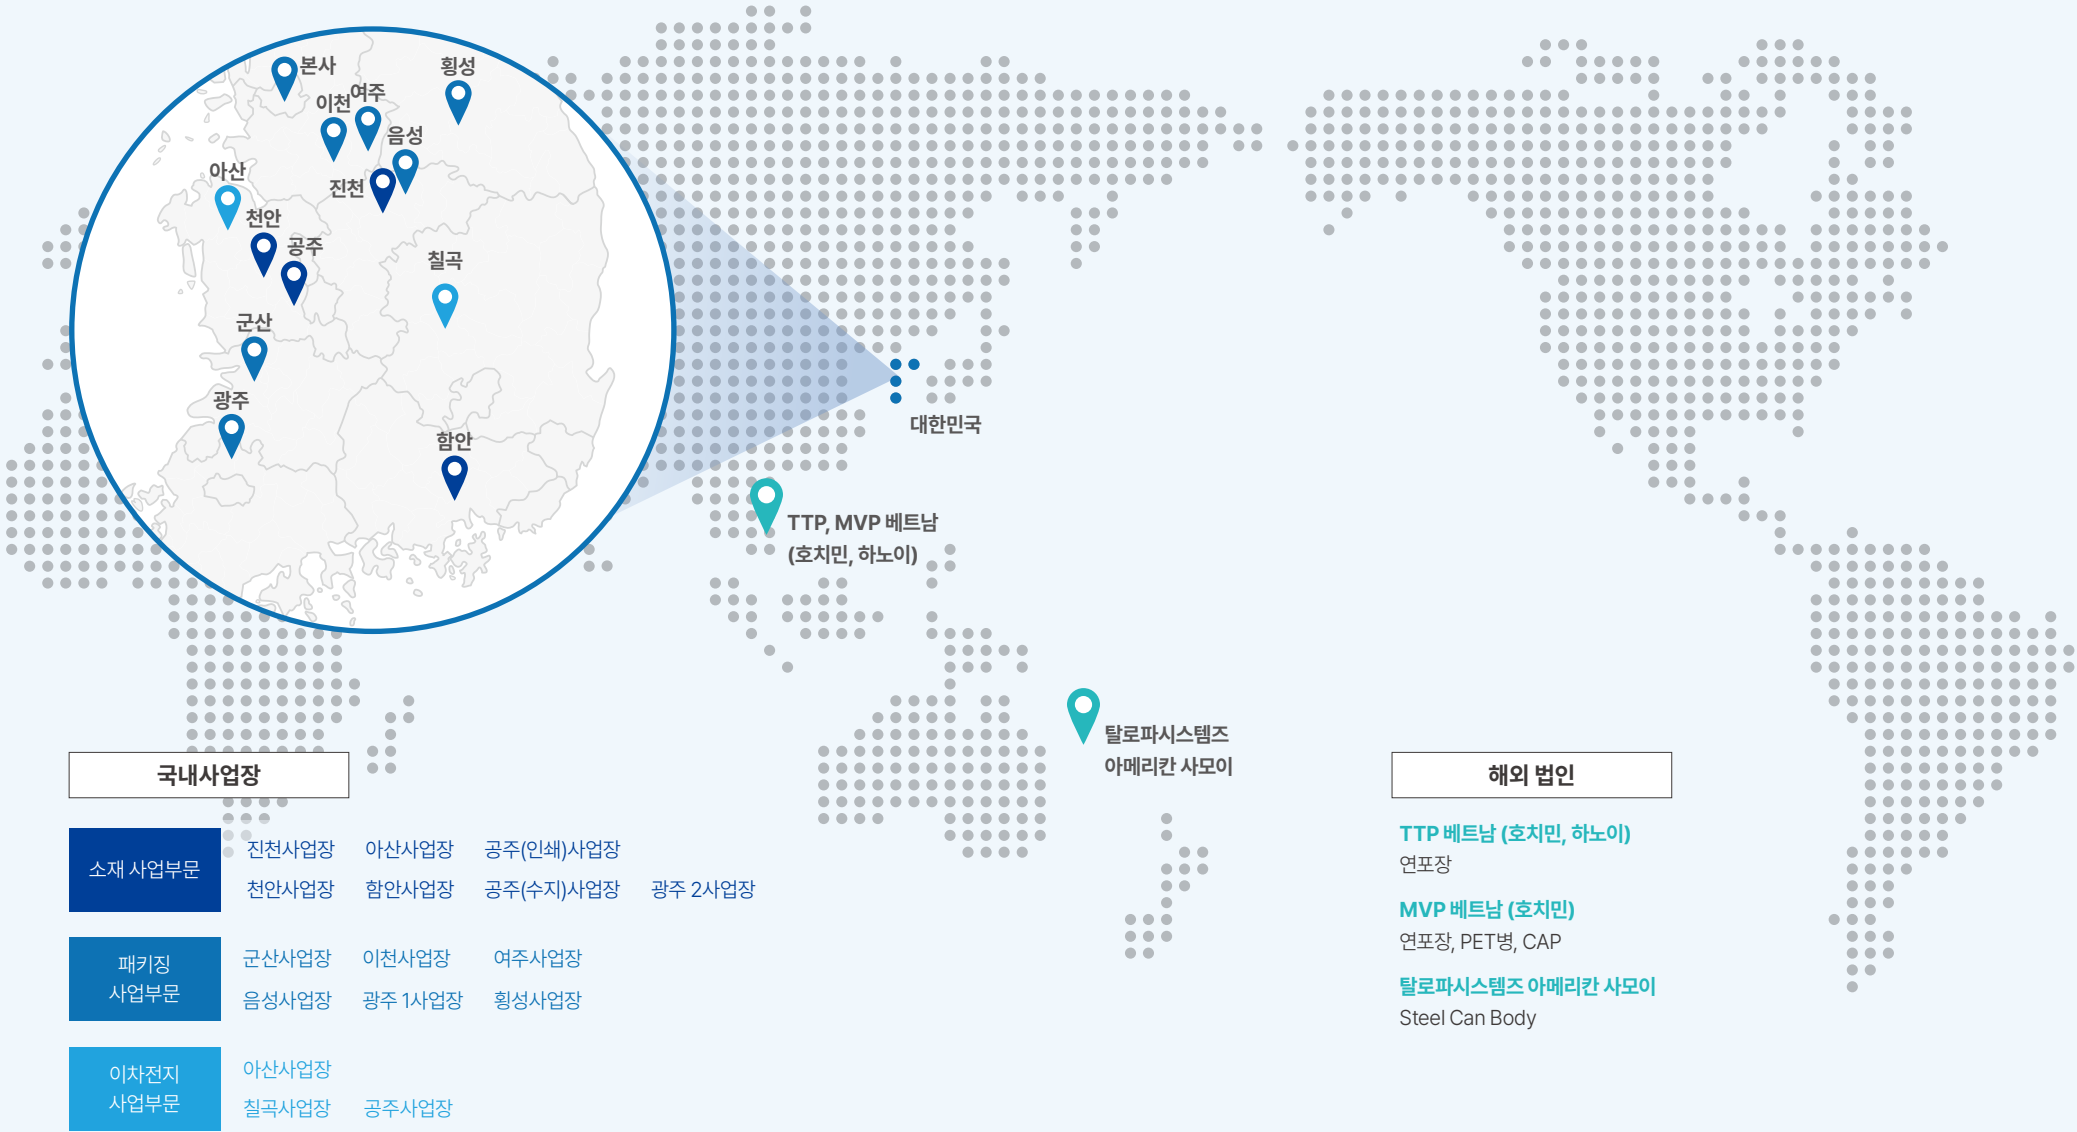 본사
횡성
이천
여주
음성
아산
진천
천안
공주
칠곡
군산
광주
함안
대한민국
TTP, MVP 베트남
(호치민, 하노이)
탈로파시스템즈
아메리칸 사모아
국내사업장
소재 사업부문
진천사업장 아산사업장 공주(인쇄)사업장
천안사업장 함안사업장 공주(수지)사업장 광주 2사업장
패키징
사업부문
군산사업장 이천사업장 여주사업장
음성사업장 광주 1사업장 횡성사업장
이차전지
사업부문
아산사업장
칠곡사업장 공주사업장
해외 법인
TTP 베트남 (호치민, 하노이)
연포장
MVP 베트남 (호치민)
연포장, PET병, CAP
탈로파시스템즈 아메리칸 사모아
Steel Can Body